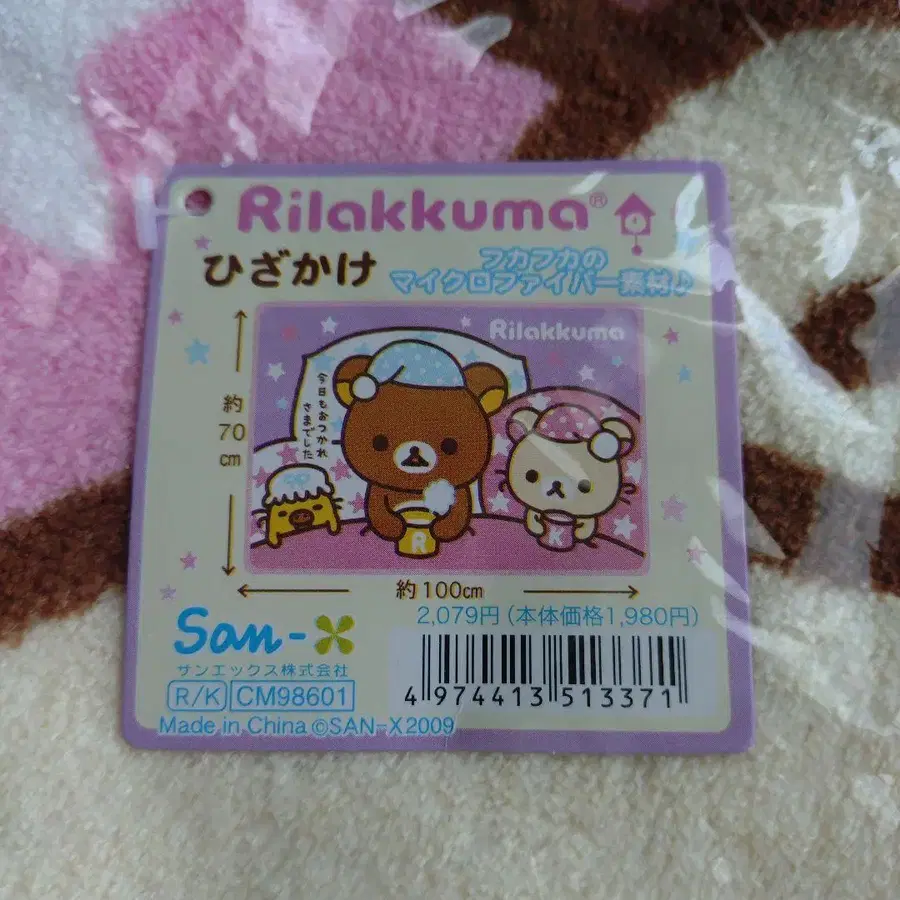 Rilakkuma®
ひざかけ
フカフカの
マイクロファイバー素材♪
Rilakkuma
今日もおつかれ
さまでした
R
K
約
70
cm
約100cm
2,079円(本体価格1,980円)
San-X
サンエックス株式会社
R/K CM98601
4 974413 513371
Made in China ©SAN-X2009